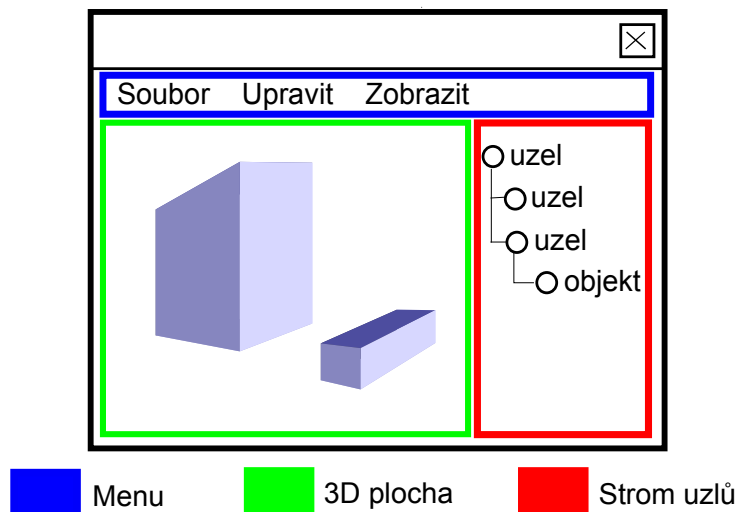 Soubor Upravit Zobrazit
uzel
uzel
uzel
objekt
Menu
3D plocha
Strom uzlů